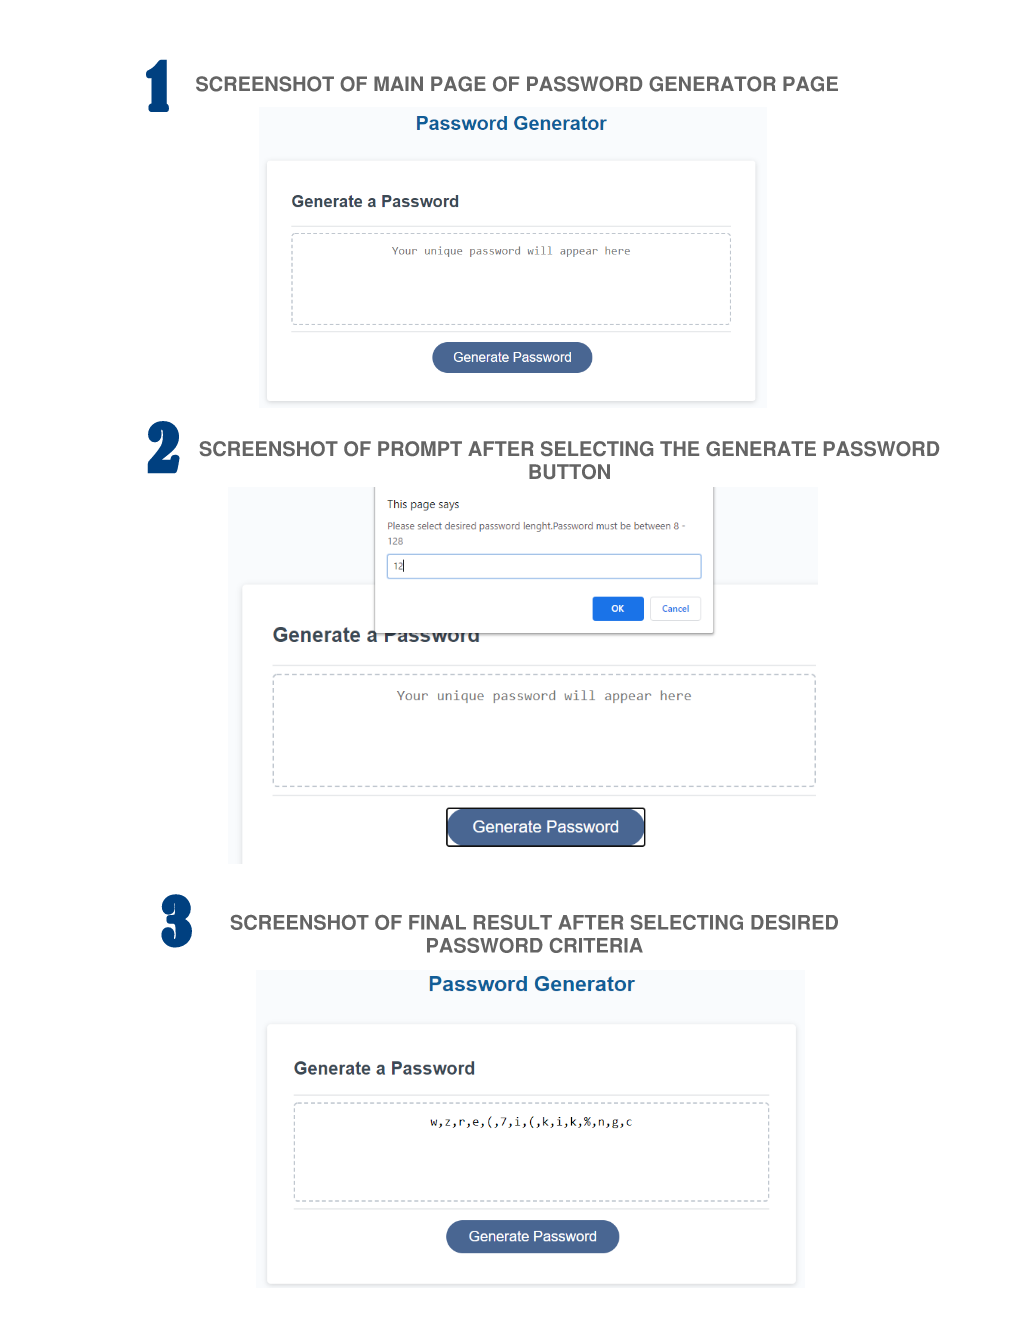 1
SCREENSHOT OF MAIN PAGE OF PASSWORD GENERATOR PAGE
Password Generator
Generate a Password
Your unique password will appear here
Generate Password
2
SCREENSHOT OF PROMPT AFTER SELECTING THE GENERATE PASSWORD
BUTTON
This page says
Please select desired password lenght.Password must be between 8 -
128
12
OK
Cancel
Generate a Password
Your unique password will appear here
Generate Password
3
SCREENSHOT OF FINAL RESULT AFTER SELECTING DESIRED
PASSWORD CRITERIA
Password Generator
Generate a Password
w,z,r,e,(,7,i,(,k,i,k,%,n,g,c
Generate Password